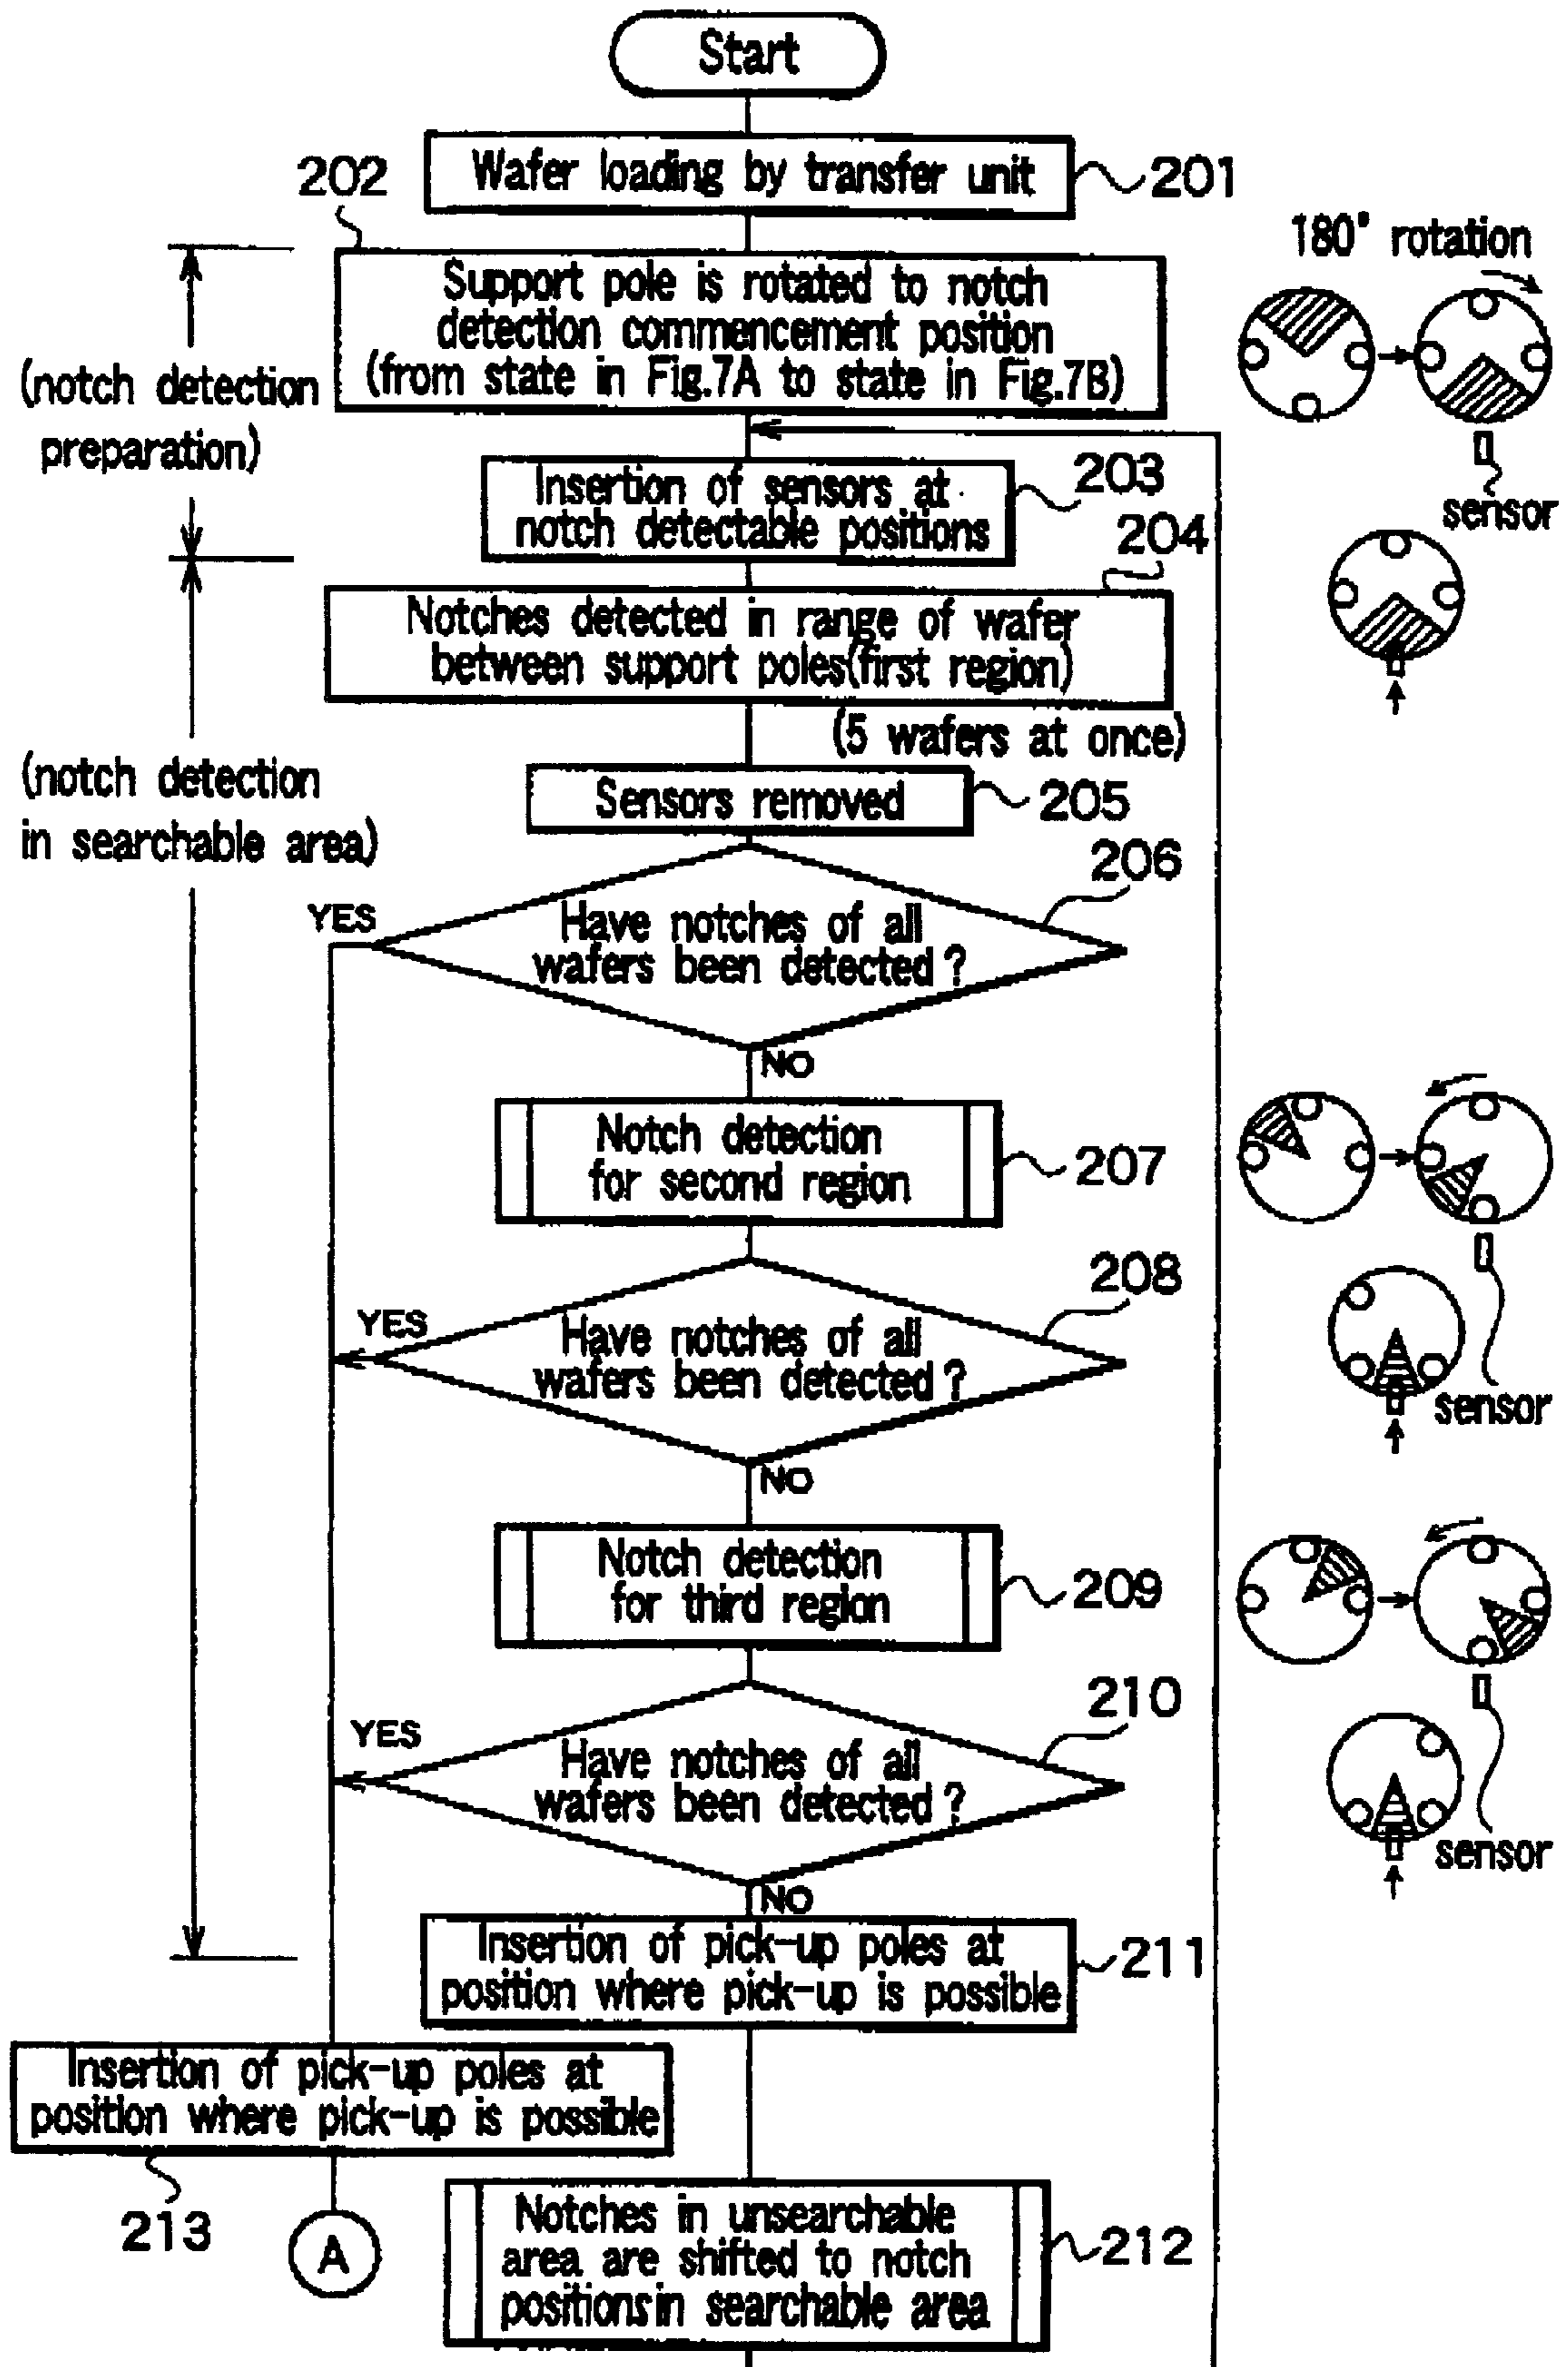 Start
Wafer loading by transfer unit
201
202
180° rotation
Support pole is rotated to notch
detection commencement position
(from state in Fig.7A to state in Fig.7B)
(notch detection
preparation)
sensor
Insertion of sensors at
notch detectable positions
203
204
Notches detected in range of wafer
between support poles(first region)
(5 wafers at once)
(notch detection
in searchable area)
Sensors removed
205
206
YES
Have notches of all
wafers been detected?
NO
Notch detection
for second region
207
208
YES
Have notches of all
wafers been detected?
sensor
NO
Notch detection
for third region
209
210
YES
Have notches of all
wafers been detected?
sensor
NO
Insertion of pick-up poles at
position where pick-up is possible
211
Insertion of pick-up poles at
position where pick-up is possible
213
A
Notches in unsearchable
area are shifted to notch
positions in searchable area
212